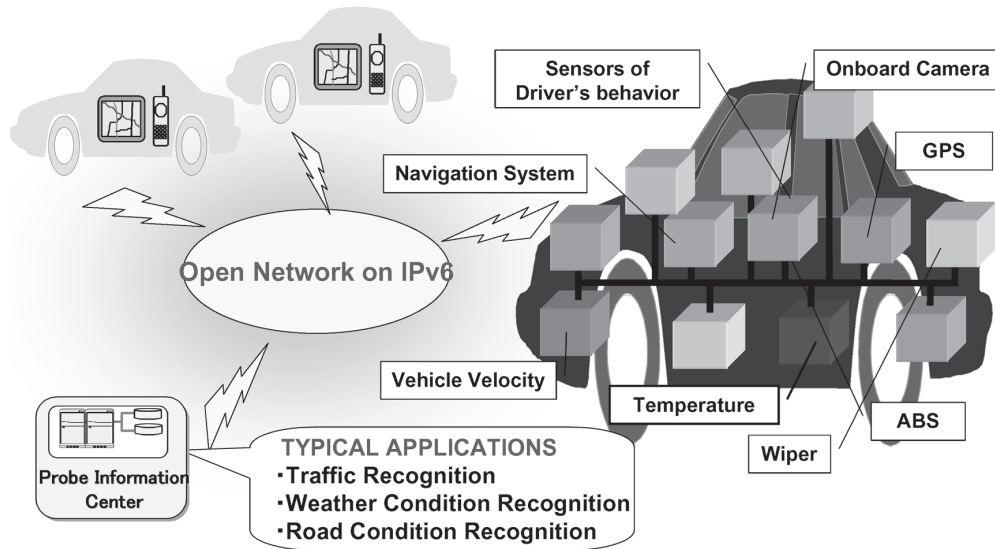 Sensors of
Driver's behavior
Onboard Camera
GPS
Navigation System
Open Network on IPv6
Vehicle Velocity
Temperature
ABS
Wiper
Probe Information
Center
TYPICAL APPLICATIONS
・Traffic Recognition
・Weather Condition Recognition
・Road Condition Recognition